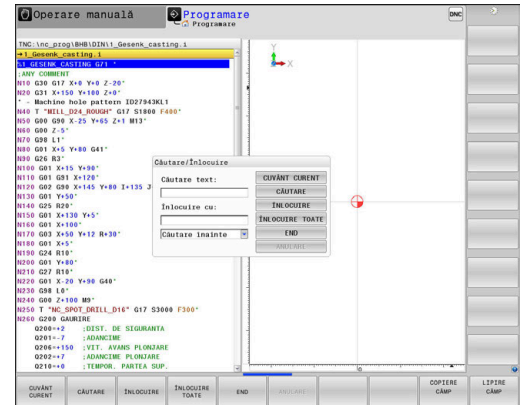 Operare manuală
Programare
Programare
DNC
TNC:\nc_prog\BHB\DIN\1_Gesenk_casting.i
→1_Gesenk_casting.i
%1_GESENK_CASTING G71 *
;ANY COMMENT
N10 G30 G17 X+0 Y+0 Z-20*
N20 G31 X+150 Y+100 Z+0*
* - Machine hole pattern ID27943KL1
N40 T "MILL_D24_ROUGH" G17 S1800 F400*
N50 G00 G90 X-25 Y+65 Z+1 M13*
N60 G00 Z-5*
N70 G98 L1*
N80 G01 X+5 Y+80 G41*
N90 G26 R3*
N100 G01 X+15 Y+90*
N110 G01 G91 X+120*
N120 G02 G90 X+145 Y+80 I+135 J
N130 G01 Y+50*
N140 G25 R20*
N150 G01 X+130 Y+5*
N160 G01 X+100*
N170 G03 X+50 Y+12 R+30*
N180 G01 X+5*
N190 G24 R10*
N200 G01 Y+80*
N210 G27 R10*
N220 G01 X-20 Y+90 G40*
N230 G98 L0*
N240 G00 Z+100 M9*
N250 T "NC_SPOT_DRILL_D16" G17 S3000 F300*
N260 G200 GAURIRE
Q200=+2 ;DIST. DE SIGURANTA
Q201=-7 ;ADANCIME
Q206=+150 ;VIT. AVANS PLONJARE
Q202=+7 ;ADANCIME PLONJARE
Q210=+0 ;TEMPOR. PARTEA SUP.
Y
X
Căutare/Înlocuire
Căutare text:
Înlocuire cu:
Căutare înainte
CUVÂNT CURENT
CĂUTARE
ÎNLOCUIRE
ÎNLOCUIRE TOATE
END
ANULARE
0
CUVÂNT CURENT
CĂUTARE
ÎNLOCUIRE
ÎNLOCUIRE TOATE
END
ANULARE
COPIERE CÂMP
LIPIRE CÂMP